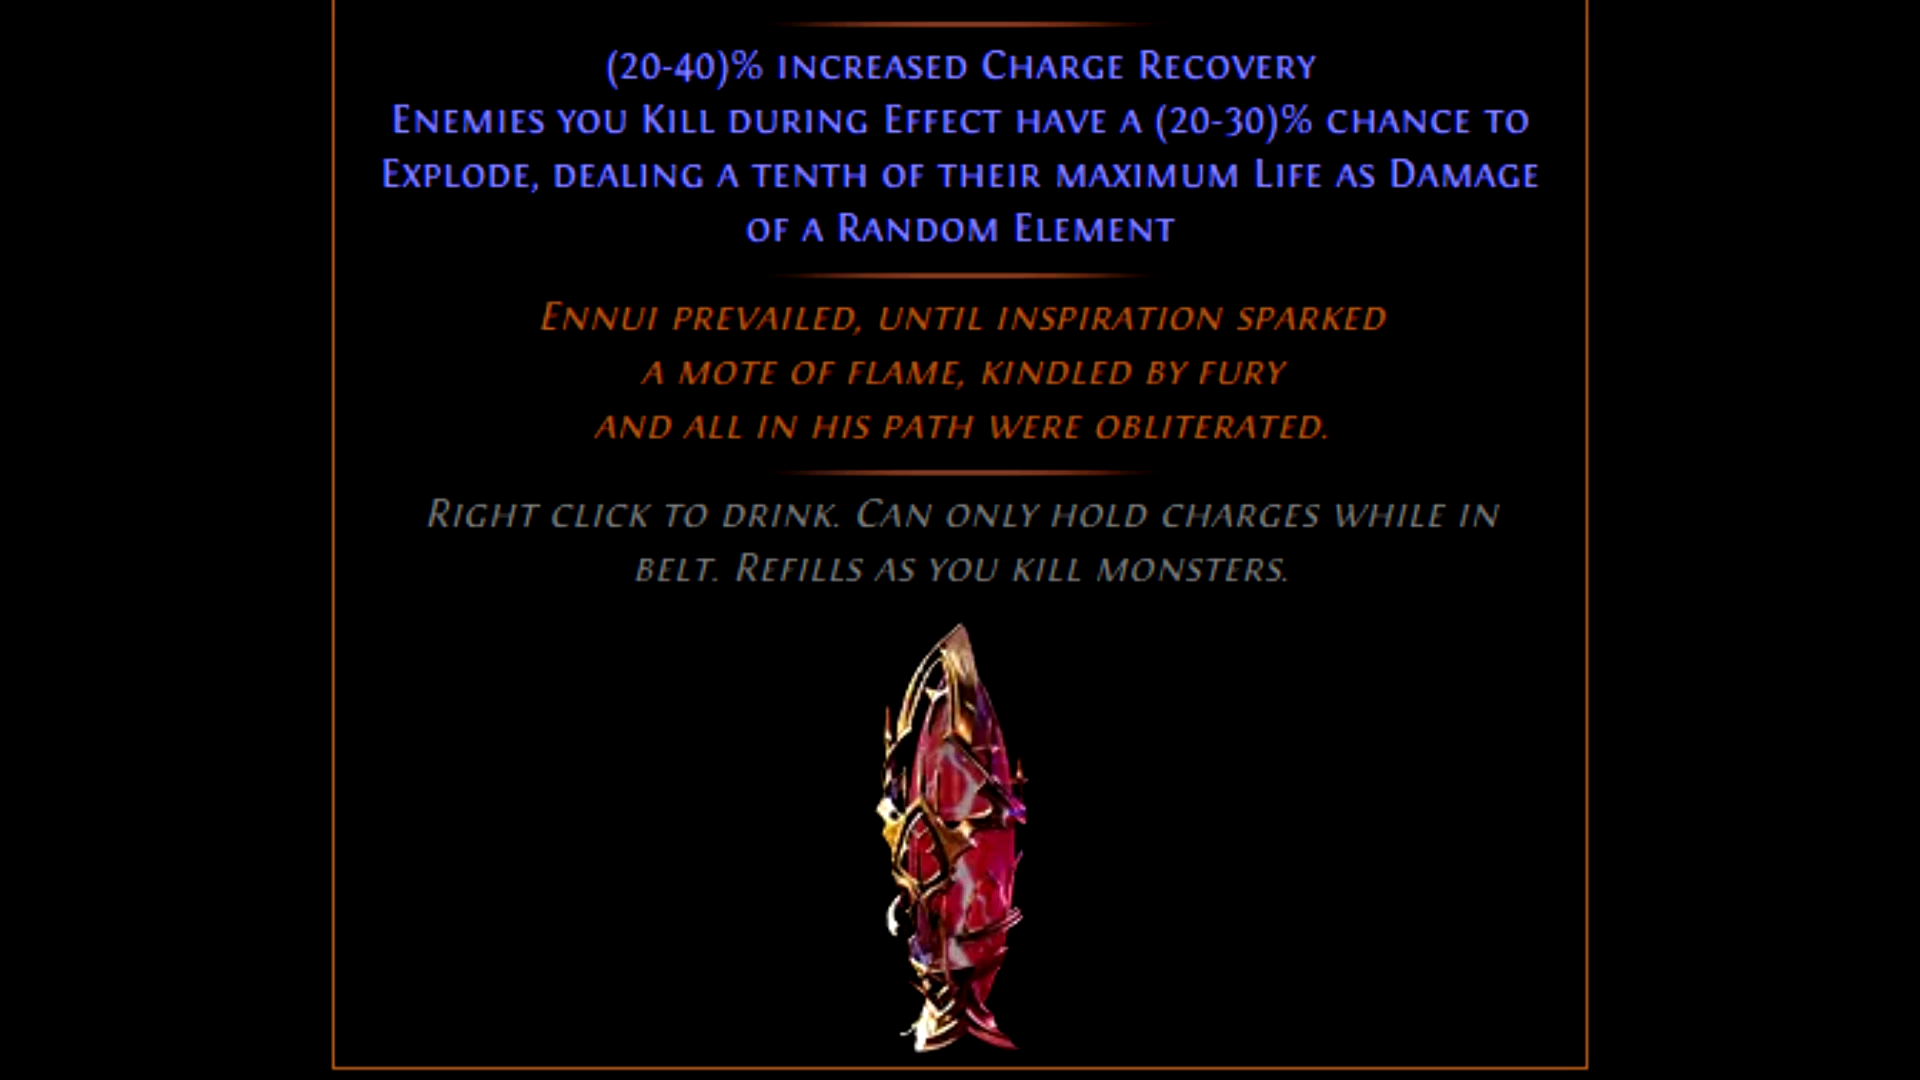 (20-40)% increased Charge Recovery
Enemies you Kill during Effect have a (20-30)% chance to
Explode, dealing a tenth of their maximum Life as Damage
of a Random Element
Ennui prevailed, until inspiration sparked
a mote of flame, kindled by fury
and all in his path were obliterated.
Right click to drink. Can only hold charges while in
belt. Refills as you kill monsters.